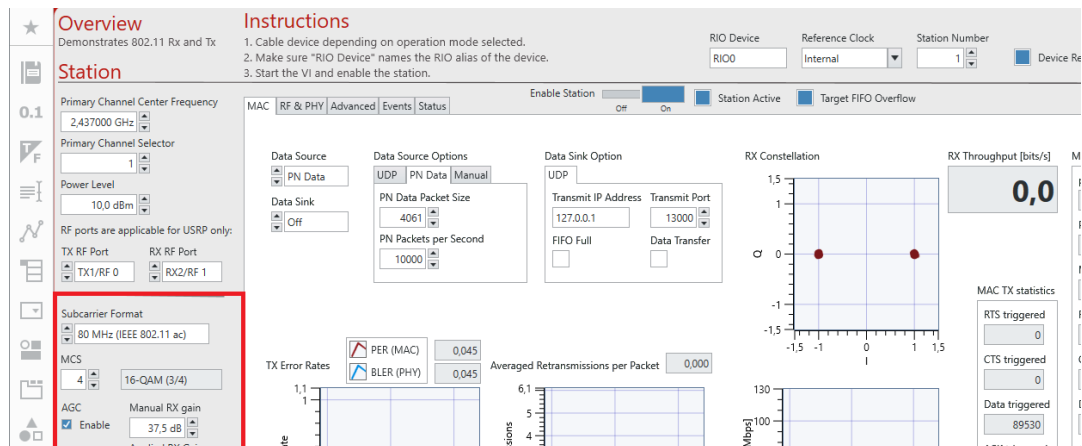 Overview
Demonstrates 802.11 Rx and Tx
Station
Primary Channel Center Frequency
2,437000 GHz
Primary Channel Selector
1
Power Level
10,0 dBm
RF ports are applicable for USRP only:
TX RF Port RX RF Port
TX1/RF 0 RX2/RF 1
Subcarrier Format
80 MHz (IEEE 802.11 ac)
MCS
4 16-QAM (3/4)
AGC Manual RX gain
Enable 37,5 dB
0.1
Instructions
1. Cable device depending on operation mode selected.
2. Make sure "RIO Device" names the RIO alias of the device.
3. Start the VI and enable the station.
RIO Device Reference Clock Station Number
RIO0 Internal 1 Device Re
MAC RF & PHY Advanced Events Status
Enable Station Off On Station Active Target FIFO Overflow
Data Source
PN Data
Data Sink
Off
Data Source Options
UDP PN Data Manual
PN Data Packet Size
4061
PN Packets per Second
10000
Data Sink Option
UDP
Transmit IP Address Transmit Port
127.0.0.1 13000
FIFO Full Data Transfer
RX Constellation
1,5
1
Q 0
-1
-1,5
-1,5 -1 0 1 1,5
I
RX Throughput [bits/s]
0,0
MAC TX statistics
RTS triggered
0
CTS triggered
0
Data triggered
89530
TX Error Rates
PER (MAC) 0,045
BLER (PHY) 0,045
1,1
1
Averaged Retransmissions per Packet 0,000
6,1
5
4
130
100